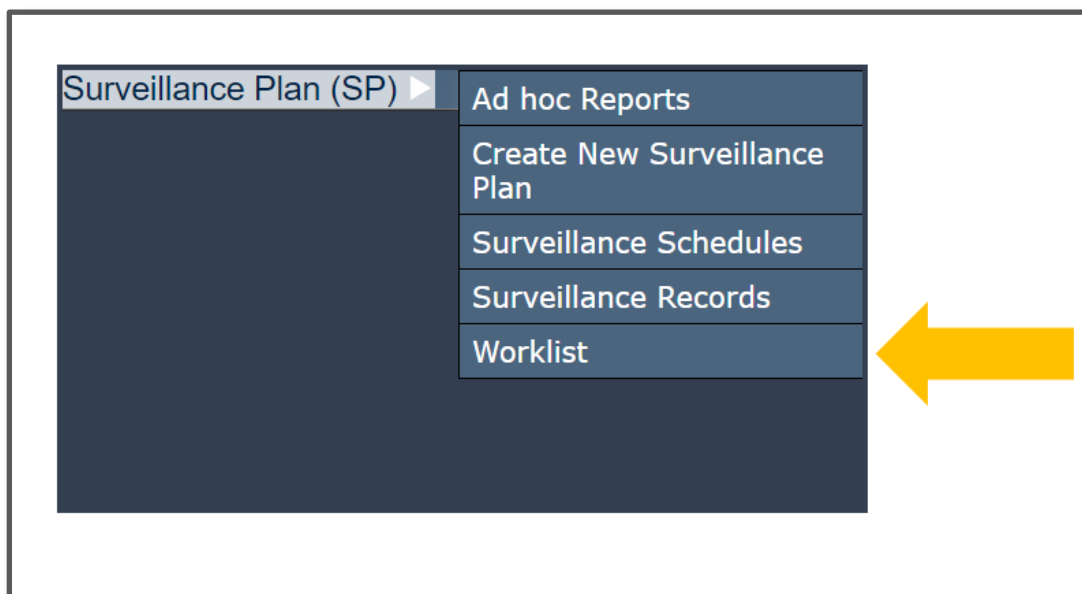 Surveillance Plan (SP)
Ad hoc Reports
Create New Surveillance
Plan
Surveillance Schedules
Surveillance Records
Worklist